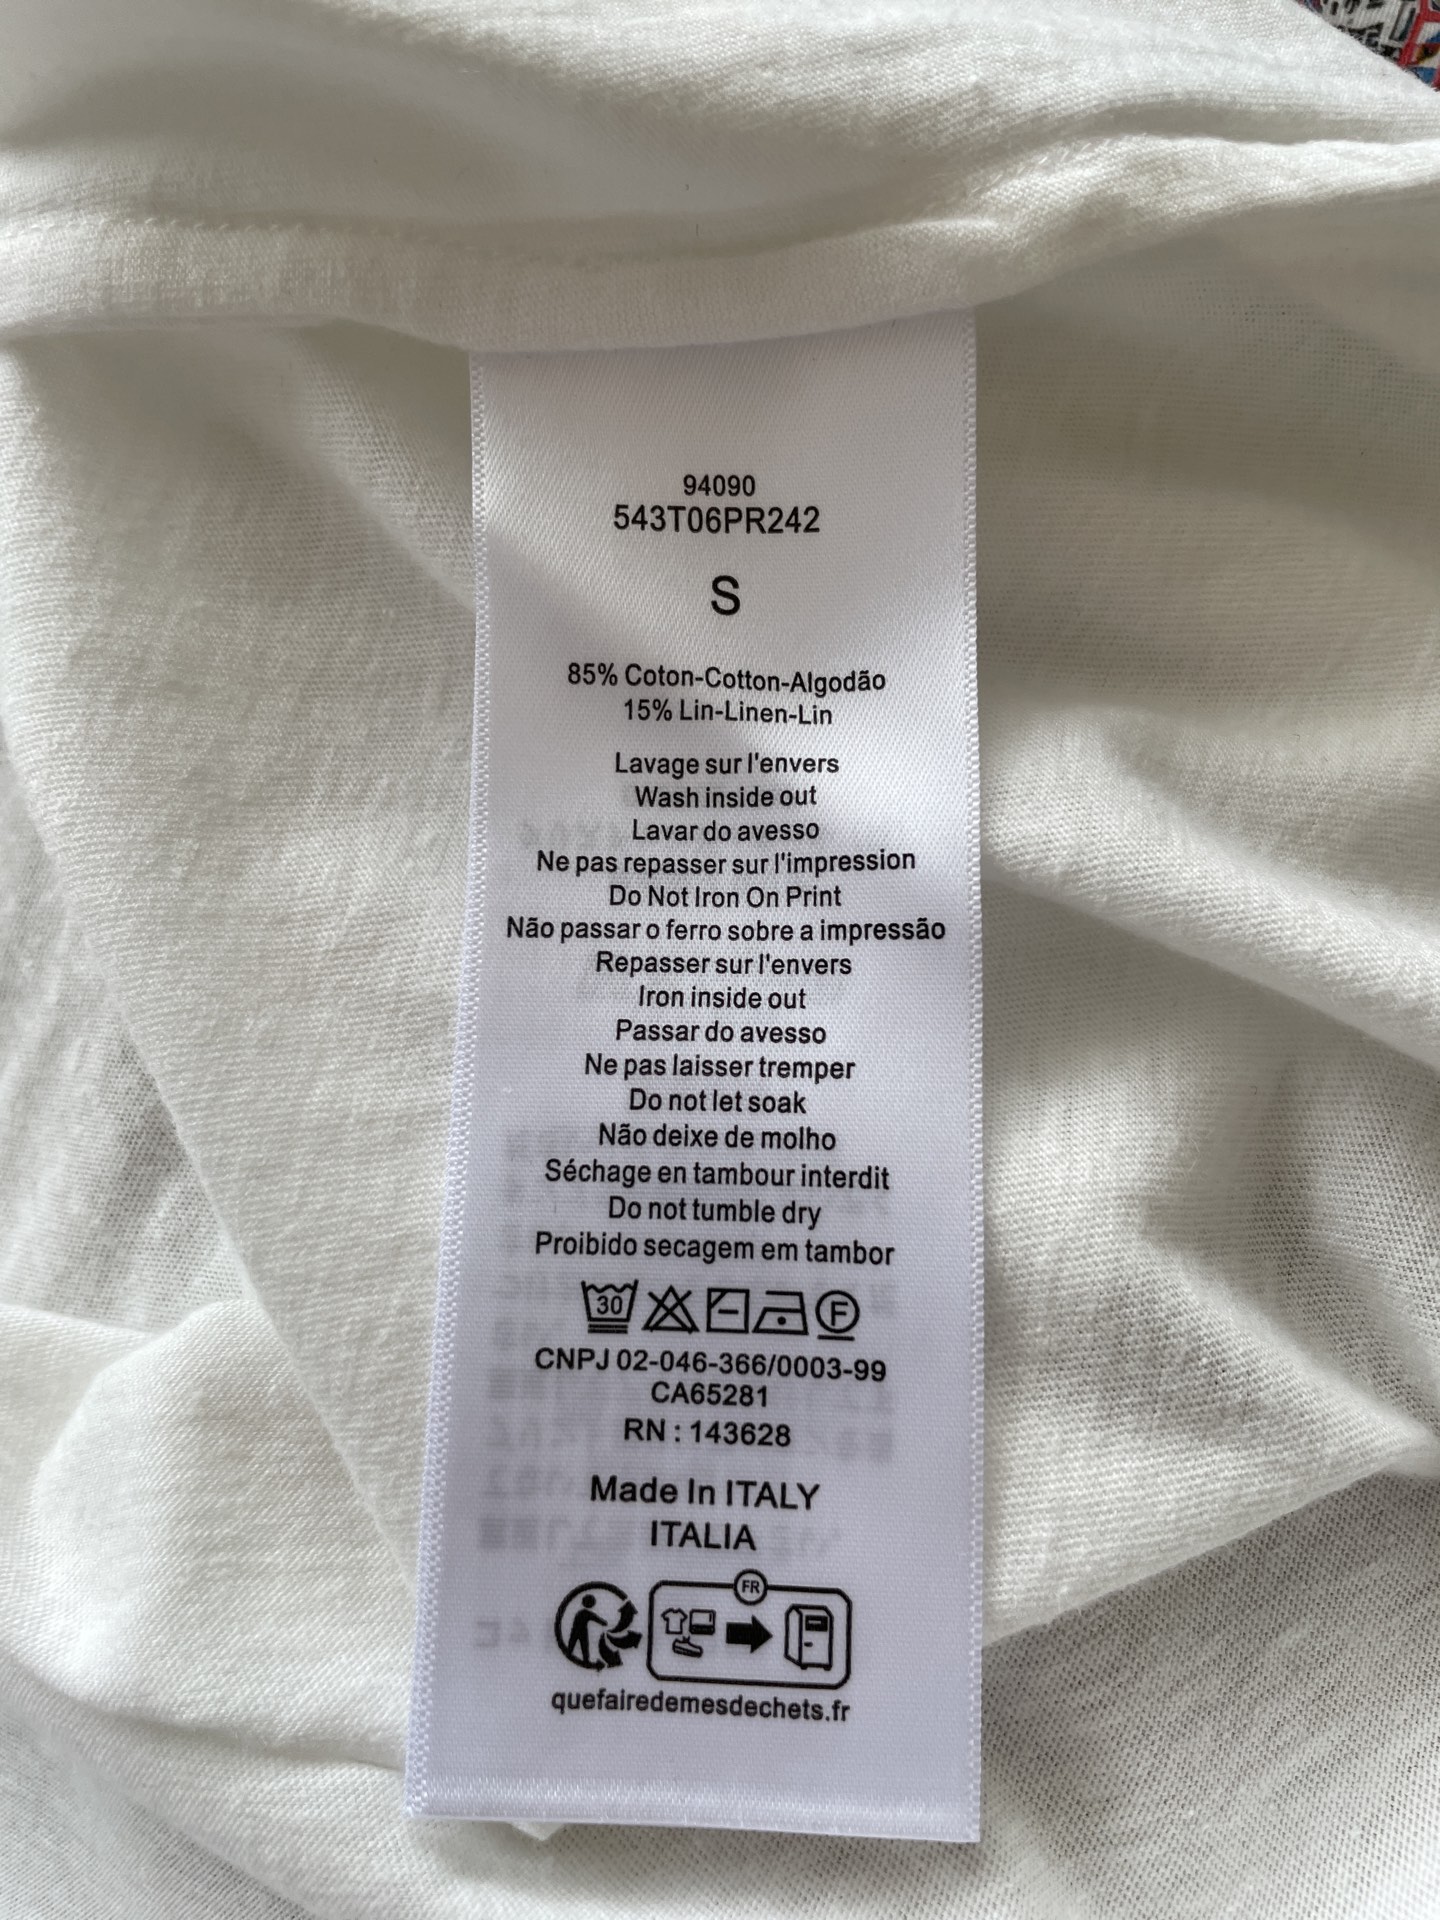 94090
543T06PR242
S
85% Coton-Cotton-Algodão
15% Lin-Linen-Lin
Lavage sur l'envers
Wash inside out
Lavar do avesso
Ne pas repasser sur l'impression
Do Not Iron On Print
Não passar o ferro sobre a impressão
Repasser sur l'envers
Iron inside out
Passar do avesso
Ne pas laisser tremper
Do not let soak
Não deixe de molho
Séchage en tambour interdit
Do not tumble dry
Proibido secagem em tambor
30 F
CNPJ 02-046-366/0003-99
CA65281
RN : 143628
Made In ITALY
ITALIA
FR
quefairedemesdechets.fr